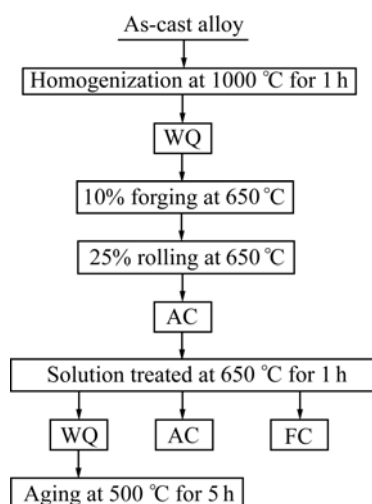 As-cast alloy
Homogenization at 1000 ℃ for 1 h
WQ
10% forging at 650 ℃
25% rolling at 650 ℃
AC
Solution treated at 650 ℃ for 1 h
WQ AC FC
Aging at 500 ℃ for 5 h